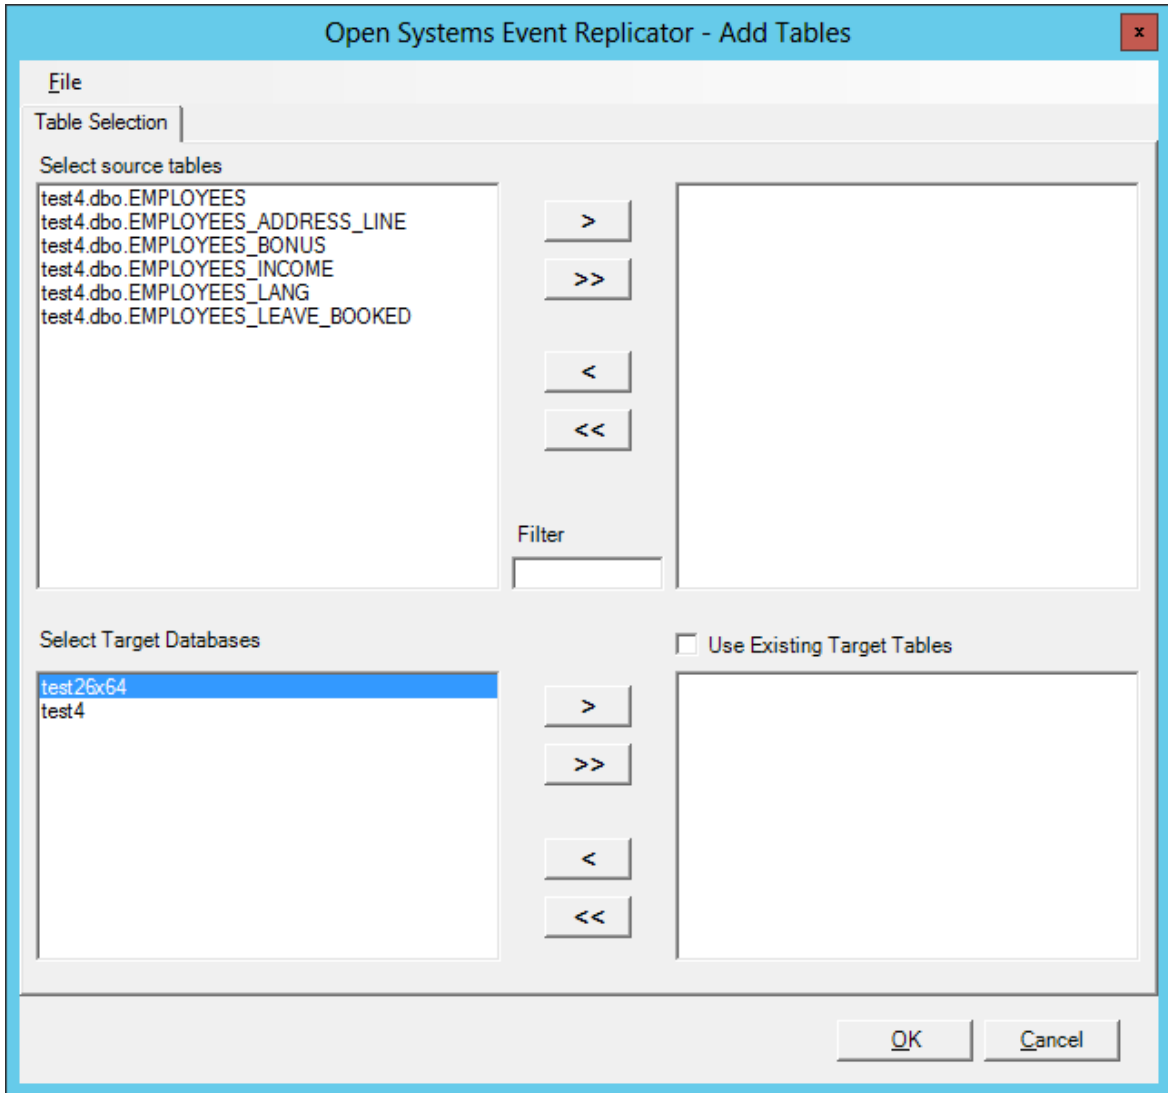 Open Systems Event Replicator - Add Tables
x
File
Table Selection
Select source tables
test4.dbo.EMPLOYEES
test4.dbo.EMPLOYEES_ADDRESS_LINE
test4.dbo.EMPLOYEES_BONUS
test4.dbo.EMPLOYEES_INCOME
test4.dbo.EMPLOYEES_LANG
test4.dbo.EMPLOYEES_LEAVE_BOOKED
>
>>
<
<<
Filter
Select Target Databases
Use Existing Target Tables
test26x64
test4
>
>>
<
<<
OK
Cancel